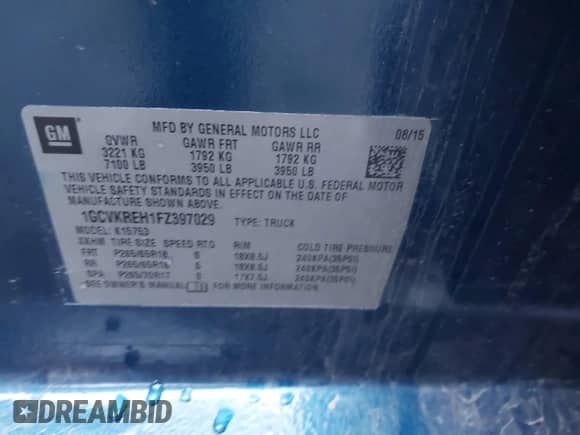 GM
MFD BY GENERAL MOTORS LLC
08/15
GVWR GAWR FRT GAWR RR
3221 KG 1792 KG 1792 KG
7100 LB 3950 LB 3950 LB
THIS VEHICLE CONFORMS TO ALL APPLICABLE U.S. FEDERAL MOTOR
VEHICLE SAFETY STANDARDS IN EFFECT ON THE DATE OF
MANUFACTURE SHOWN ABOVE.
1GCVKREH1FZ397029 TYPE: TRUCK
MODEL: K15753
TIRE SIZE SPEED RTG RIM COLD TIRE PRESSURE
FRT P265/65R18 S 18X8.5J 240KPA(35PSI)
RR P265/65R18 S 18X8.5J 240KPA(35PSI)
SPA P265/70R17 S 17X7.5J 240KPA(35PSI)
SEE OWNER'S MANUAL
DREAMBID